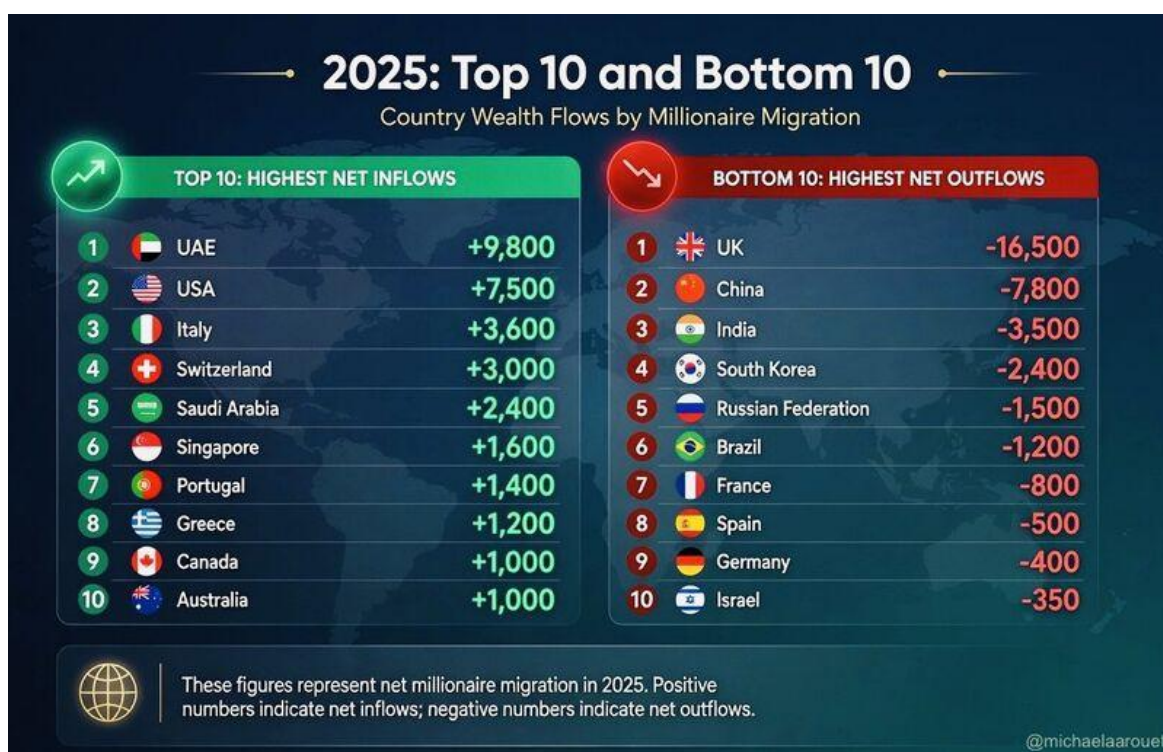 2025: Top 10 and Bottom 10
Country Wealth Flows by Millionaire Migration
TOP 10: HIGHEST NET INFLOWS
1 UAE +9,800
2 USA +7,500
3 Italy +3,600
4 Switzerland +3,000
5 Saudi Arabia +2,400
6 Singapore +1,600
7 Portugal +1,400
8 Greece +1,200
9 Canada +1,000
10 Australia +1,000
BOTTOM 10: HIGHEST NET OUTFLOWS
1 UK -16,500
2 China -7,800
3 India -3,500
4 South Korea -2,400
5 Russian Federation -1,500
6 Brazil -1,200
7 France -800
8 Spain -500
9 Germany -400
10 Israel -350
These figures represent net millionaire migration in 2025. Positive
numbers indicate net inflows; negative numbers indicate net outflows.
@michaelaarouet